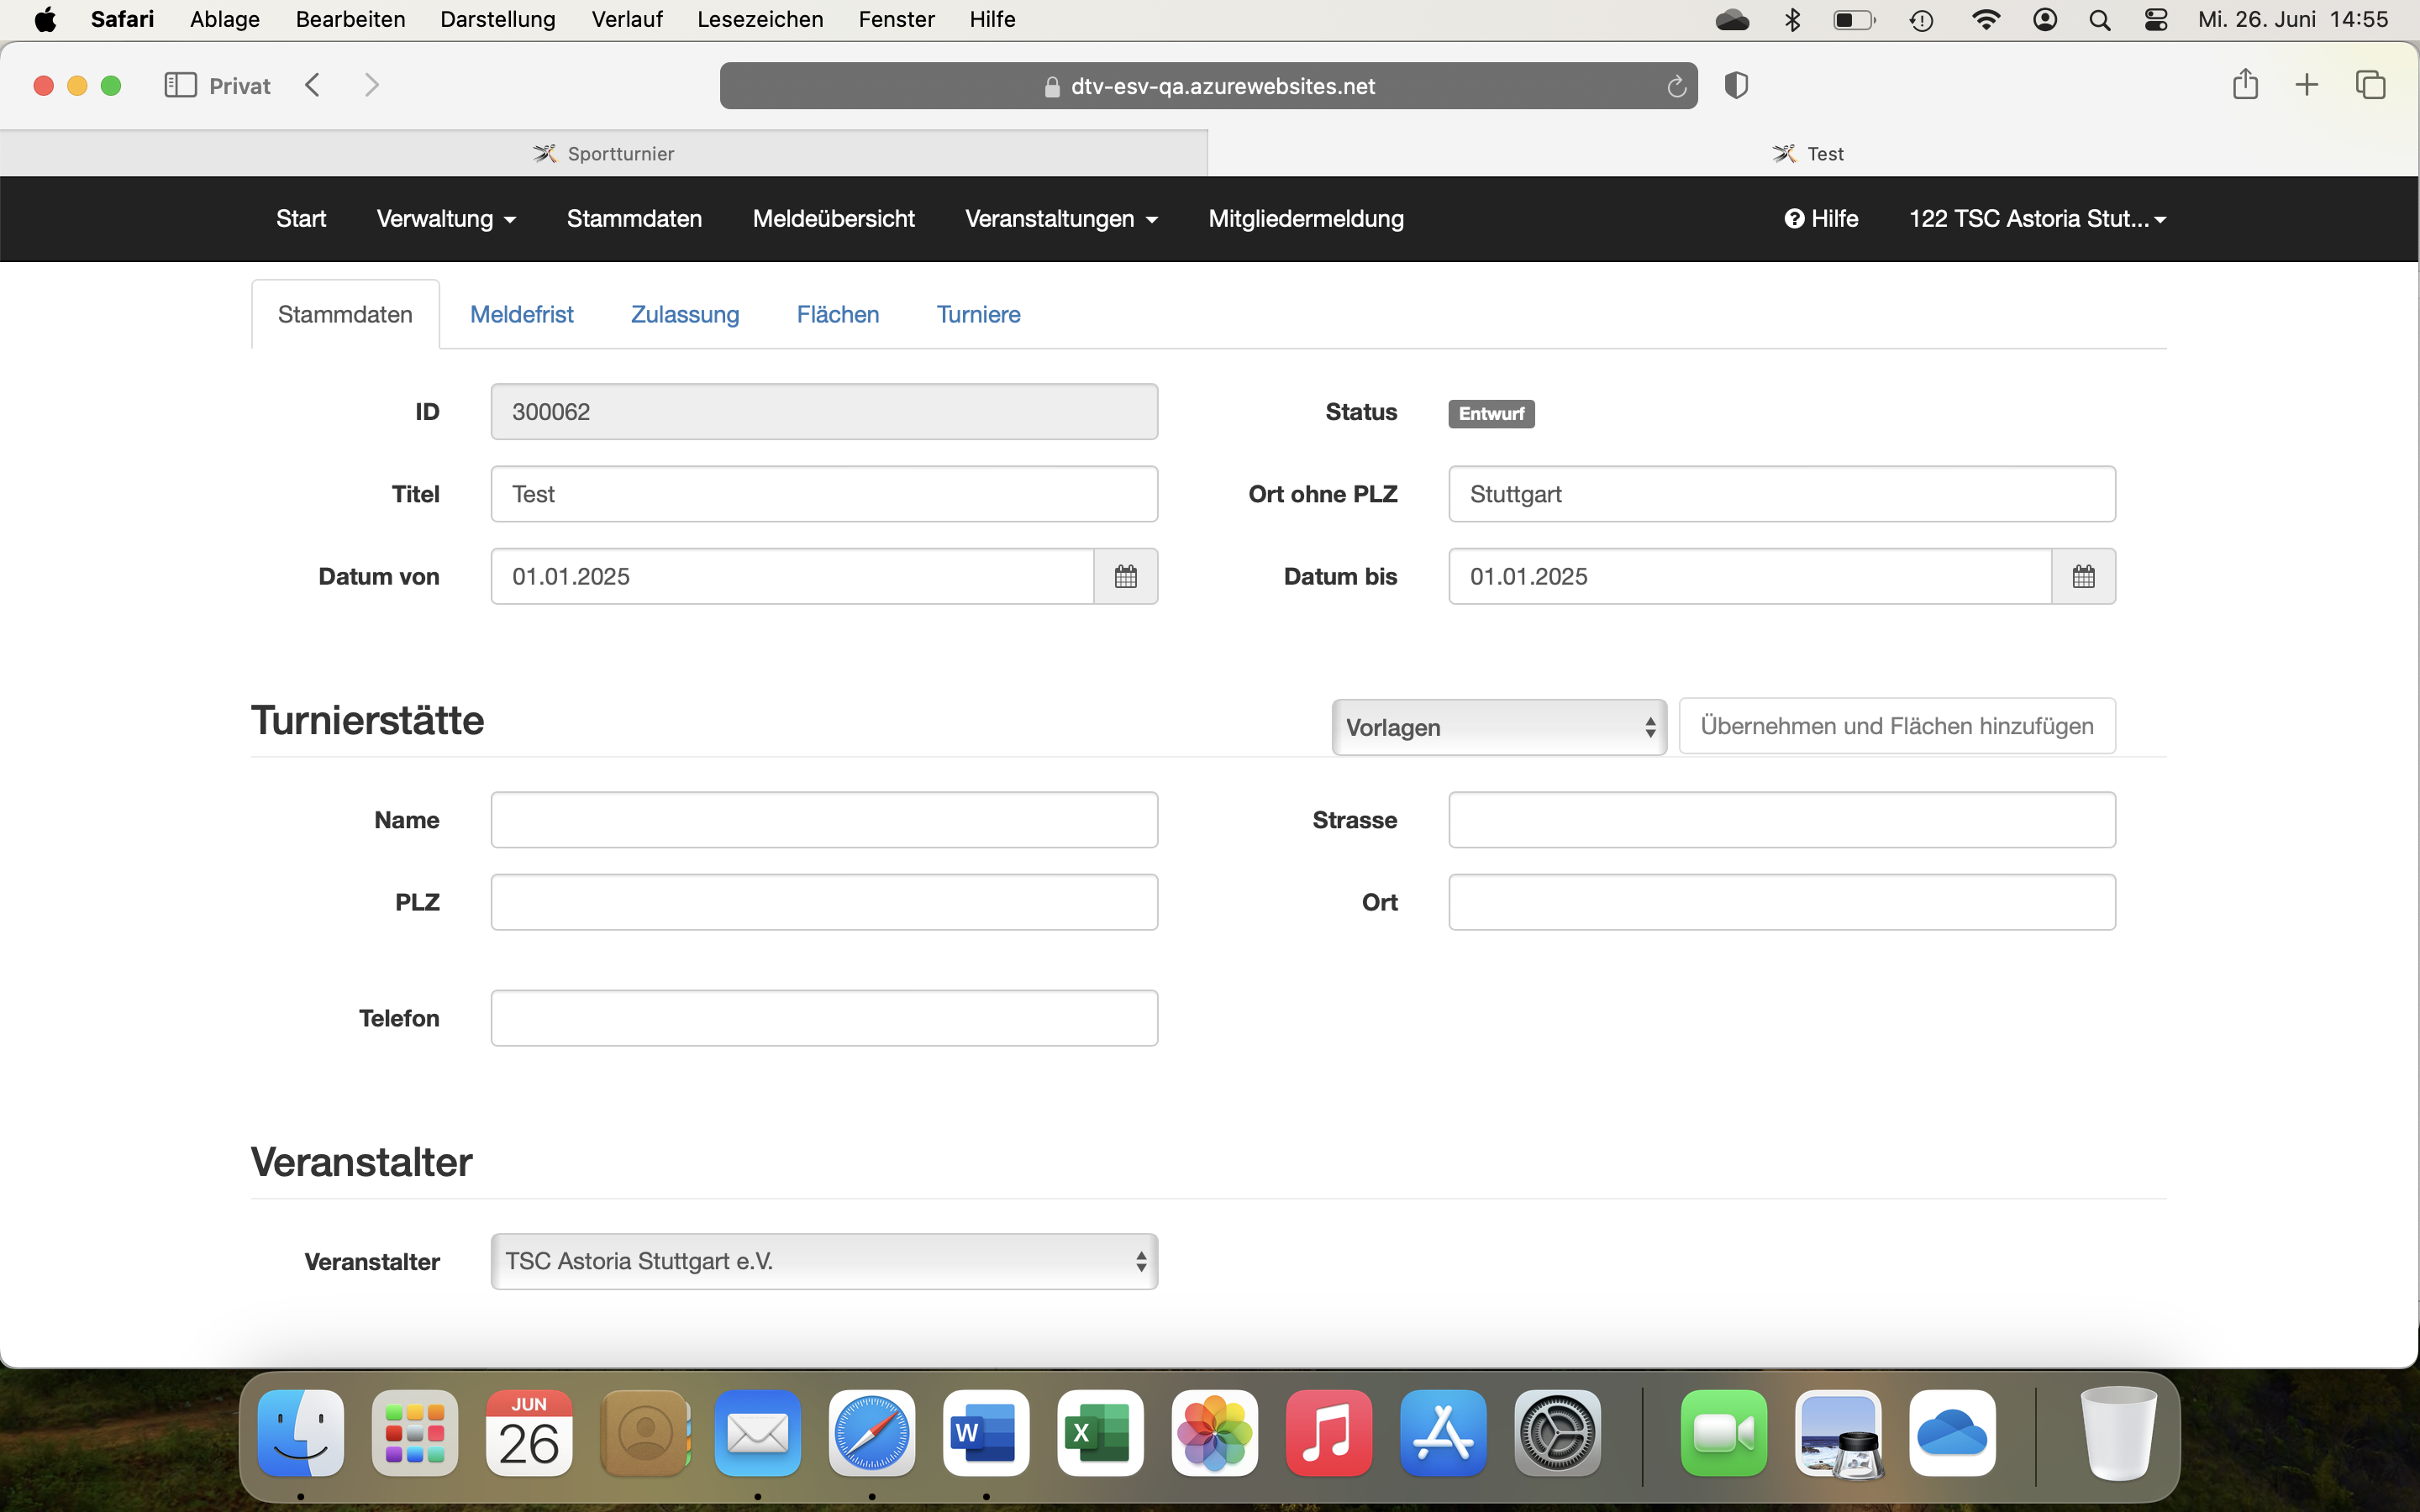 Safari Ablage Bearbeiten Darstellung Verlauf Lesezeichen Fenster Hilfe Mi. 26. Juni 14:55
Privat dtv-esv-qa.azurewebsites.net
Sportturnier Test
Start Verwaltung Stammdaten Meldeübersicht Veranstaltungen Mitgliedermeldung Hilfe 122 TSC Astoria Stut...
Stammdaten Meldefrist Zulassung Flächen Turniere
ID 300062 Status Entwurf
Titel Test Ort ohne PLZ Stuttgart
Datum von 01.01.2025 Datum bis 01.01.2025
Turnierstätte Vorlagen Übernehmen und Flächen hinzufügen
Name Strasse
PLZ Ort
Telefon
Veranstalter
Veranstalter TSC Astoria Stuttgart e.V.
JUN
26 W X